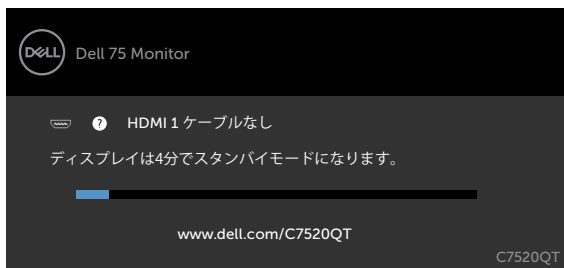 DELL Dell 75 Monitor
? HDMI 1 ケーブルなし
ディスプレイは4分でスタンバイモードになります。
www.dell.com/C7520QT
C7520QT